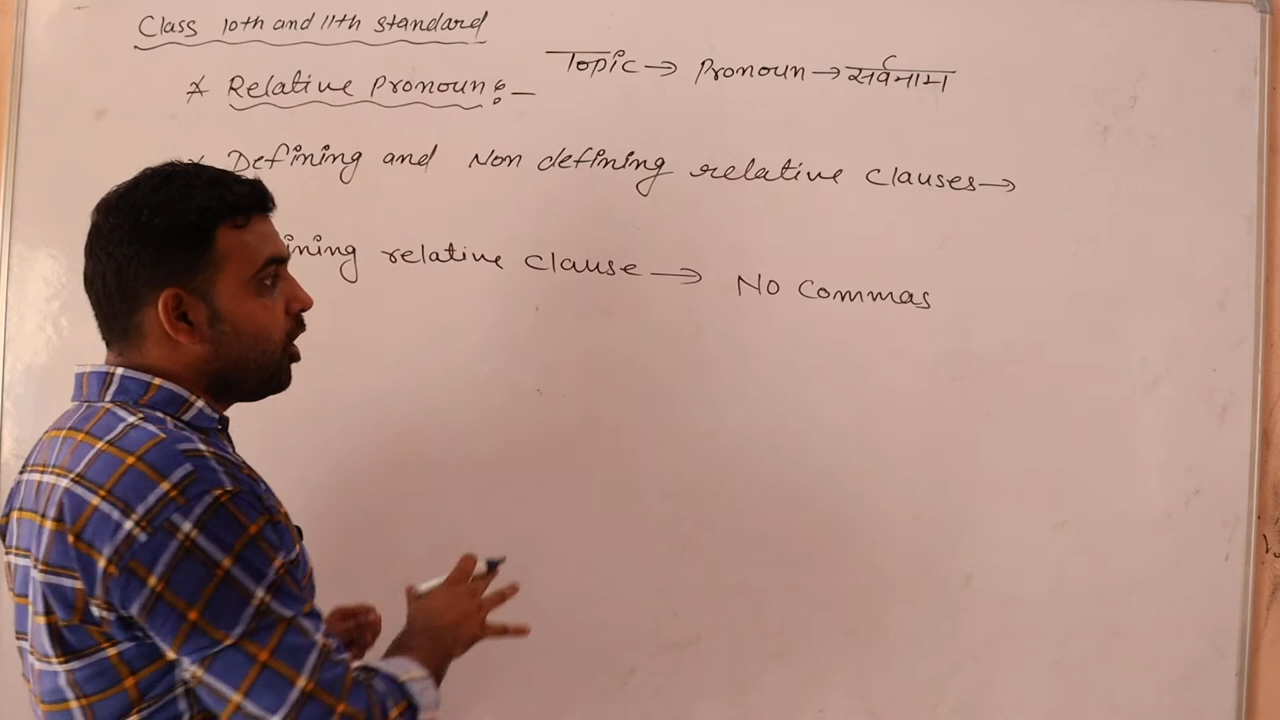 Class 10th and 11th standard
Topic → Pronoun → सर्वनाम
* Relative Pronoun :-
* Defining and Non defining relative clauses →
ining relative clause → No Commas